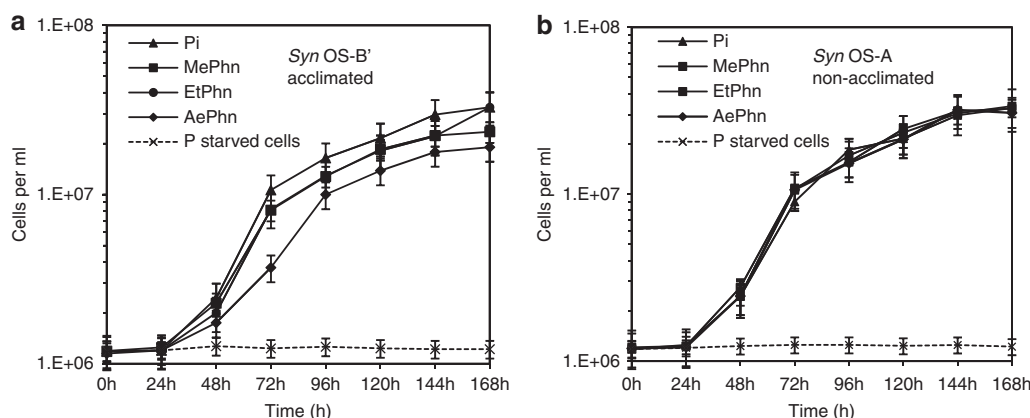 a
1.E+08
1.E+07
1.E+06
Cells per ml
Pi
MePhn
EtPhn
AePhn
P starved cells
Syn OS-B'
acclimated
0h 24h 48h 72h 96h 120h 144h 168h
Time (h)
b
1.E+08
1.E+07
1.E+06
Cells per ml
Pi
MePhn
EtPhn
AePhn
P starved cells
Syn OS-A
non-acclimated
0h 24h 48h 72h 96h 120h 144h 168h
Time (h)